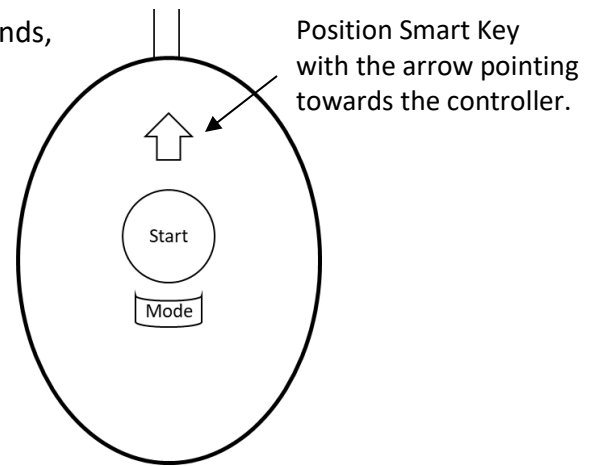 nds,
Position Smart Key
with the arrow pointing
towards the controller.
Start
Mode